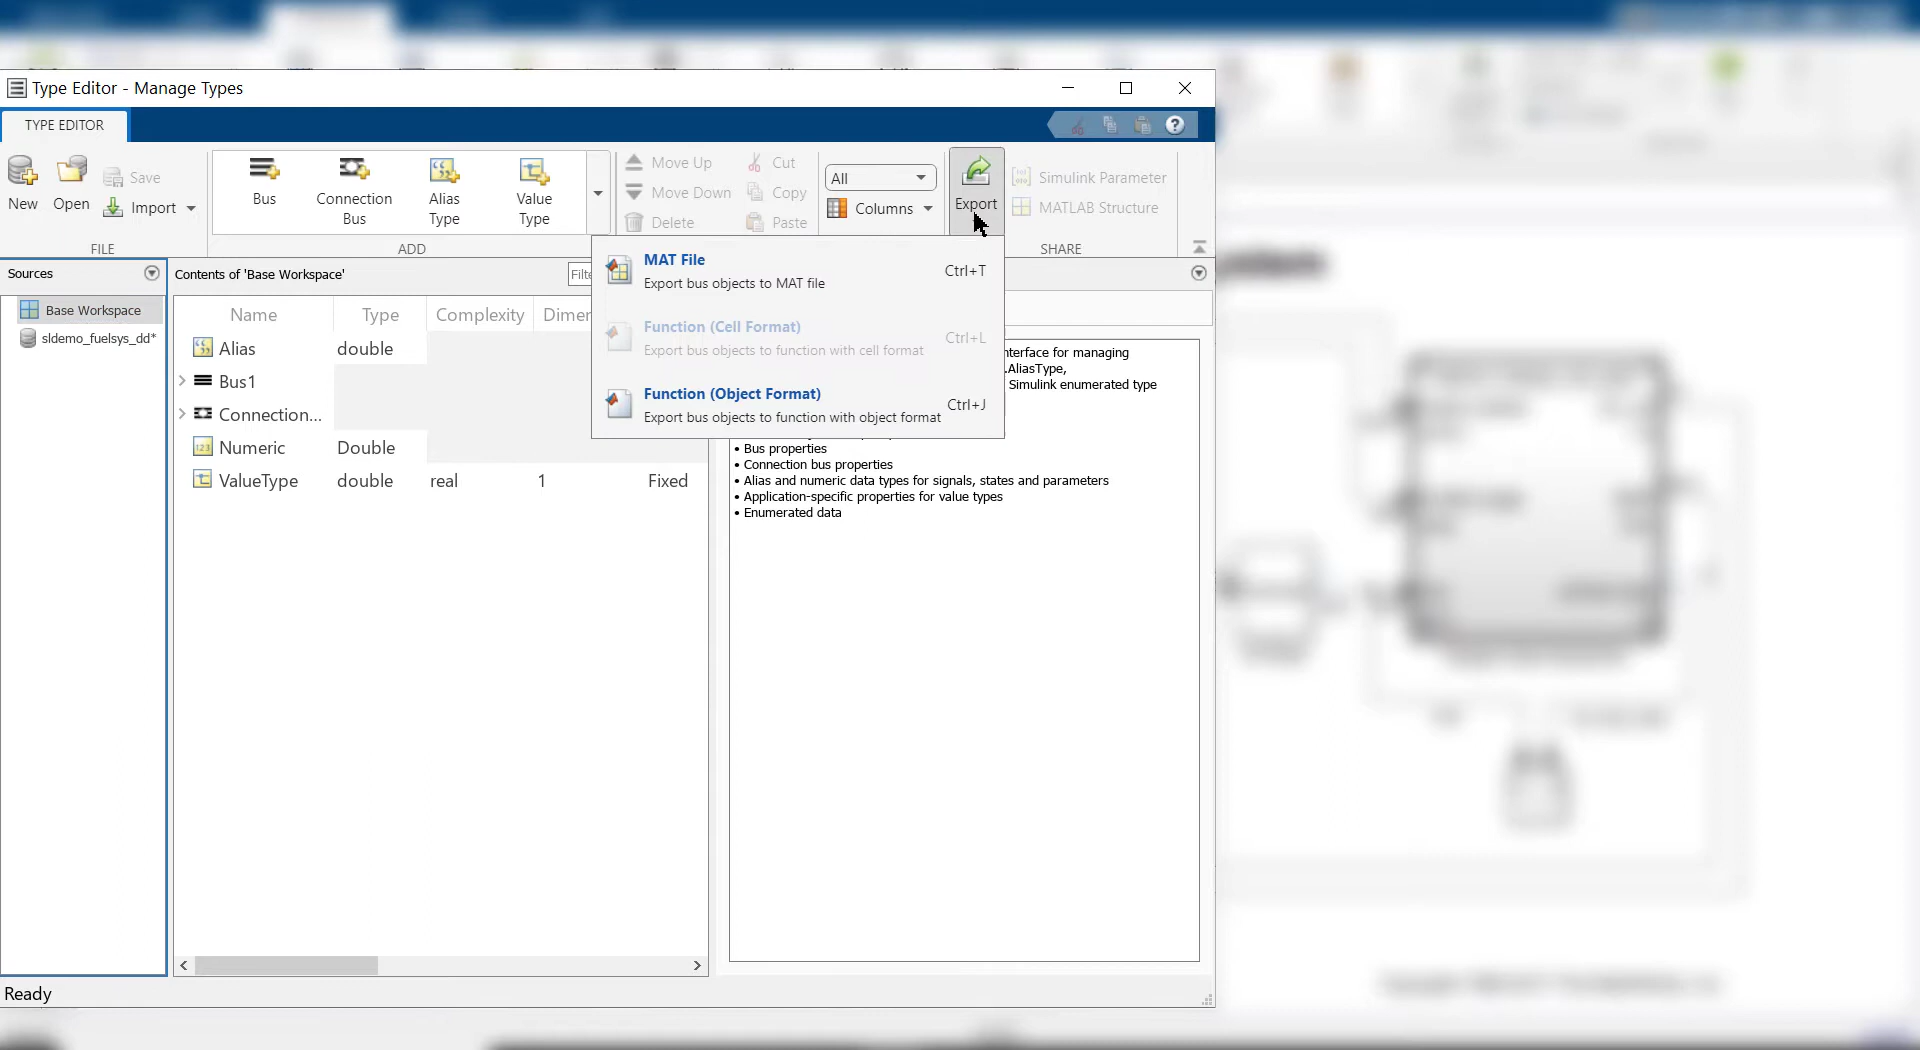 Type Editor - Manage Types
TYPE EDITOR
New
Open
Save
Import
FILE
Bus
Connection
Bus
Alias
Type
Value
Type
ADD
Move Up
Move Down
Delete
Cut
Copy
Paste
All
Columns
Export
Simulink Parameter
MATLAB Structure
SHARE
MAT File
Export bus objects to MAT file
Ctrl+T
Function (Cell Format)
Export bus objects to function with cell format
Ctrl+L
Function (Object Format)
Export bus objects to function with object format
Ctrl+J
Sources
Base Workspace
sldemo_fuelsys_dd*
Contents of 'Base Workspace'
Filte
Name Type Complexity Dimen
Alias double
Bus1
Connection...
Numeric Double
ValueType double real 1 Fixed
nterface for managing
.AliasType,
Simulink enumerated type
• Bus properties
• Connection bus properties
• Alias and numeric data types for signals, states and parameters
• Application-specific properties for value types
• Enumerated data
Ready